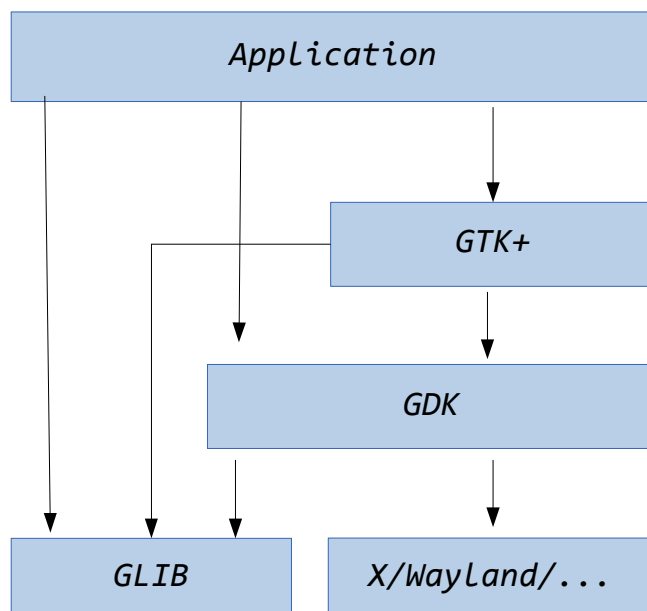 Application
GTK+
GDK
GLIB
X/Wayland/...